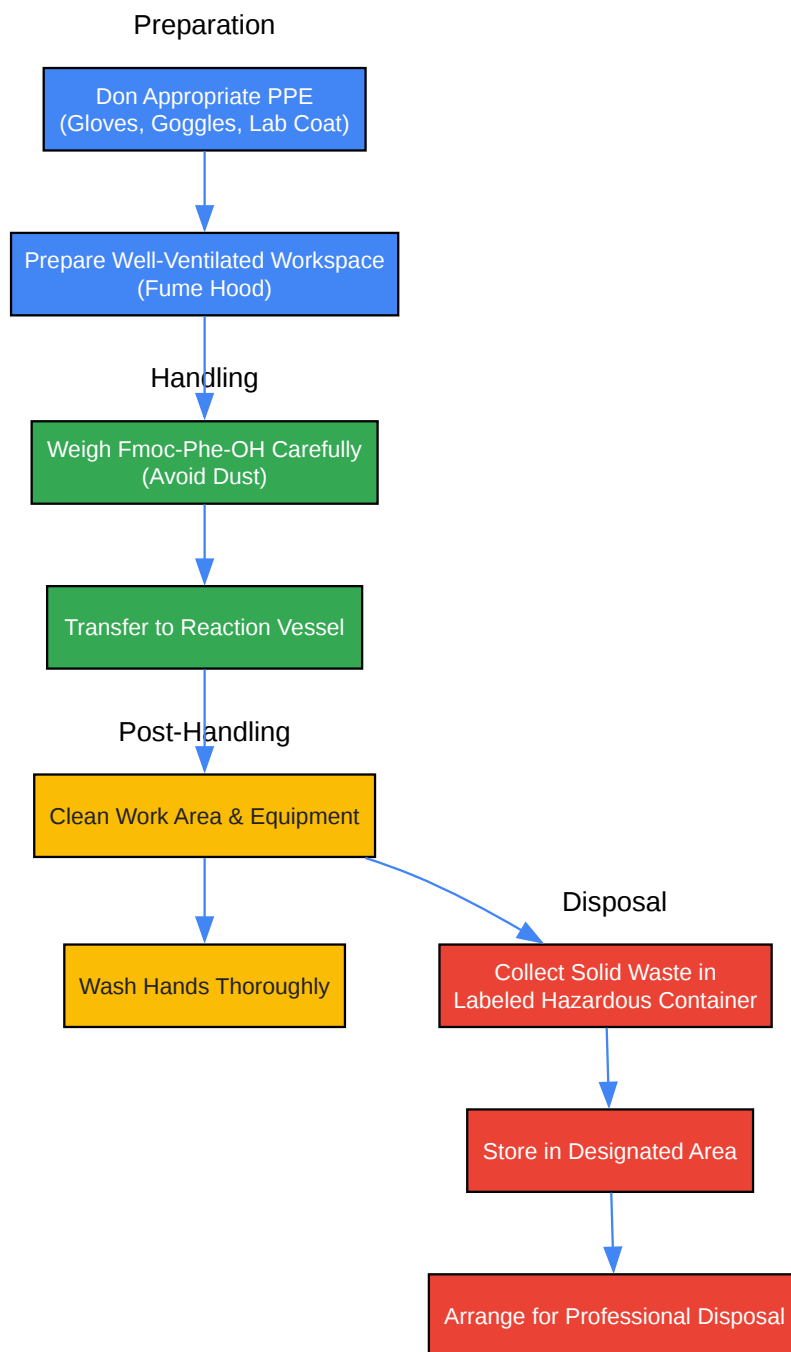 Preparation
Don Appropriate PPE
(Gloves, Goggles, Lab Coat)
Prepare Well-Ventilated Workspace
(Fume Hood)
Handling
Weigh Fmoc-Phe-OH Carefully
(Avoid Dust)
Transfer to Reaction Vessel
Post-Handling
Clean Work Area & Equipment
Wash Hands Thoroughly
Disposal
Collect Solid Waste in
Labeled Hazardous Container
Store in Designated Area
Arrange for Professional Disposal